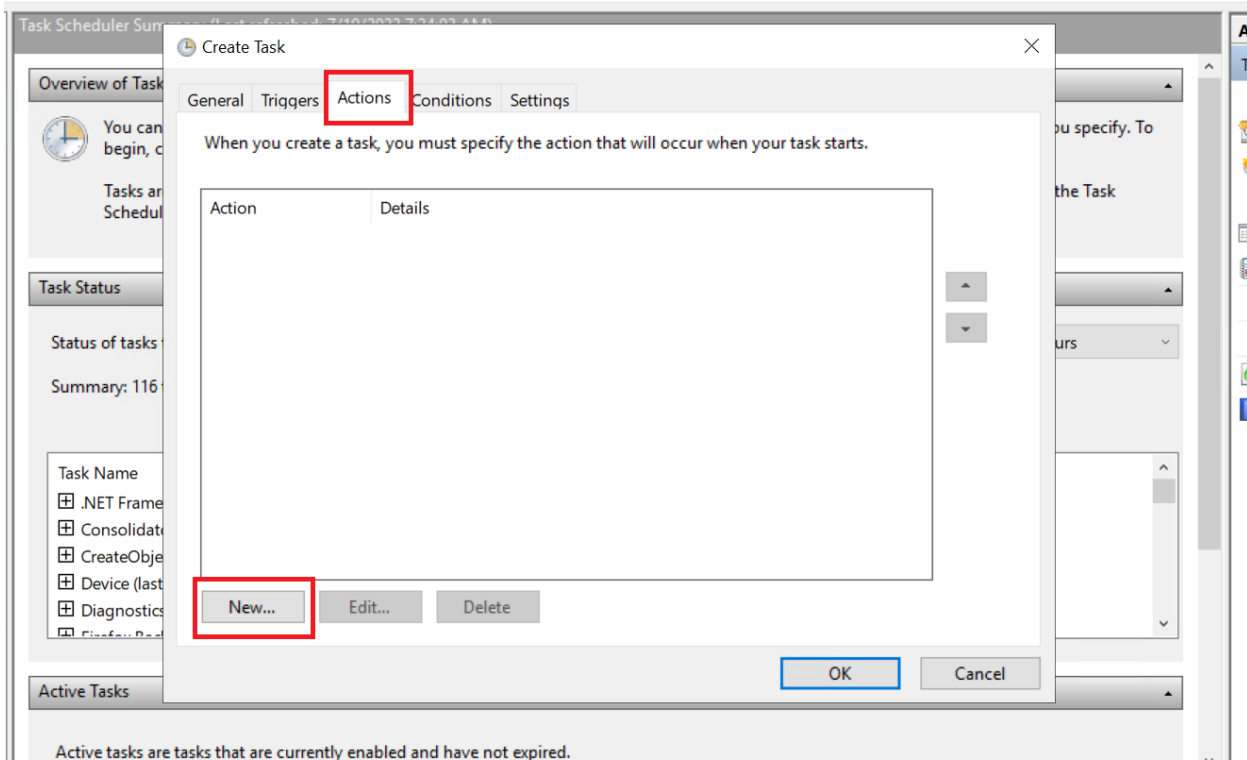 Task Scheduler Sum
Create Task
Overview of Task
General Triggers Actions Conditions Settings
You can
begin, c
ou specify. To
When you create a task, you must specify the action that will occur when your task starts.
Tasks ar
Schedul
the Task
Action Details
Task Status
Status of tasks
urs
Summary: 116
Task Name
.NET Frame
Consolidat
CreateObje
Device (last
Diagnostics
New... Edit... Delete
OK Cancel
Active Tasks
Active tasks are tasks that are currently enabled and have not expired.